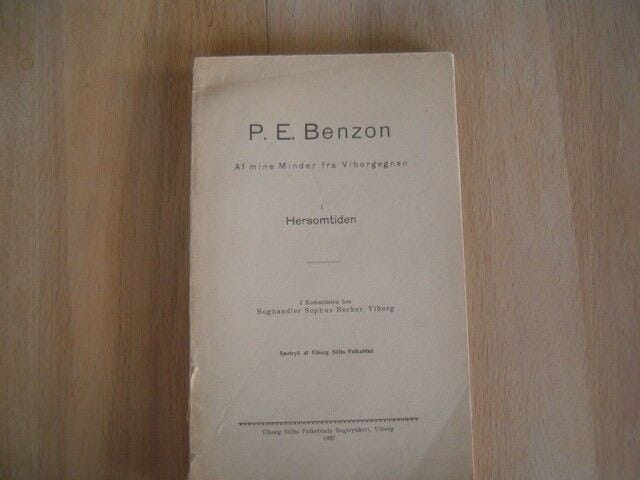 P. E. Benzon
Af mine Minder fra Viborgegnen
I
Hersomtiden
I Kommission hos
Boghandler Sophus Becker, Viborg
Særtryk af Viborg Stifts Folkeblad
Viborg Stifts Folkeblads Bogtrykkeri, Viborg
1927